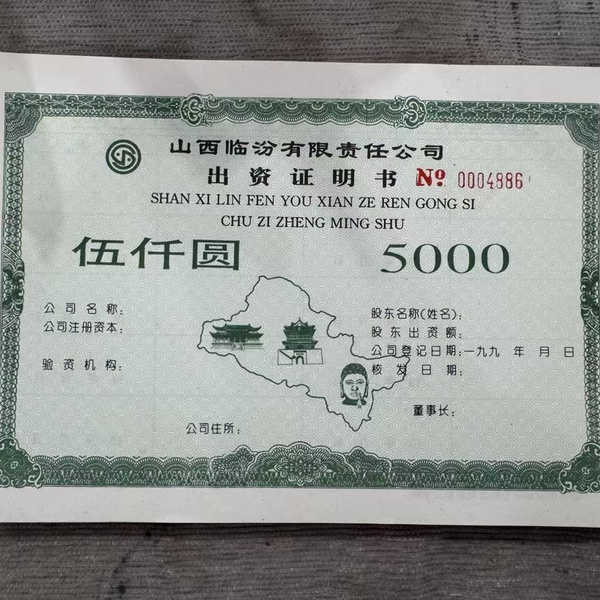 山西临汾有限责任公司
出资证明书 № 0004886
SHAN XI LIN FEN YOU XIAN ZE REN GONG SI
CHU ZI ZHENG MING SHU
伍仟圆 5000
公司名称：
公司注册资本：
验资机构：
股东名称(姓名)：
股东出资额：
公司登记日期：一九九 年 月 日
核发日期：
董事长：
公司住所：